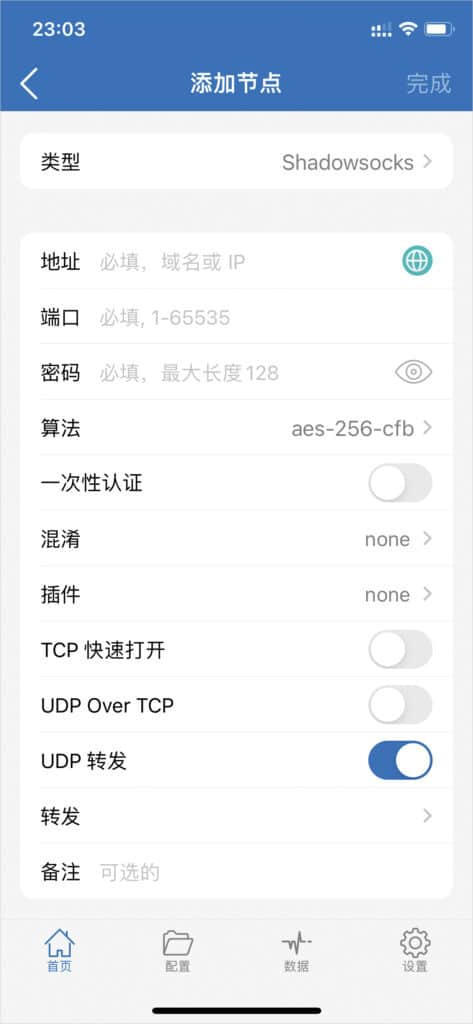 23:03
添加节点
完成
类型 Shadowsocks
地址 必填，域名或 IP
端口 必填, 1-65535
密码 必填，最大长度128
算法 aes-256-cfb
一次性认证
混淆 none
插件 none
TCP 快速打开
UDP Over TCP
UDP 转发
转发
备注 可选的
首页 配置 数据 设置